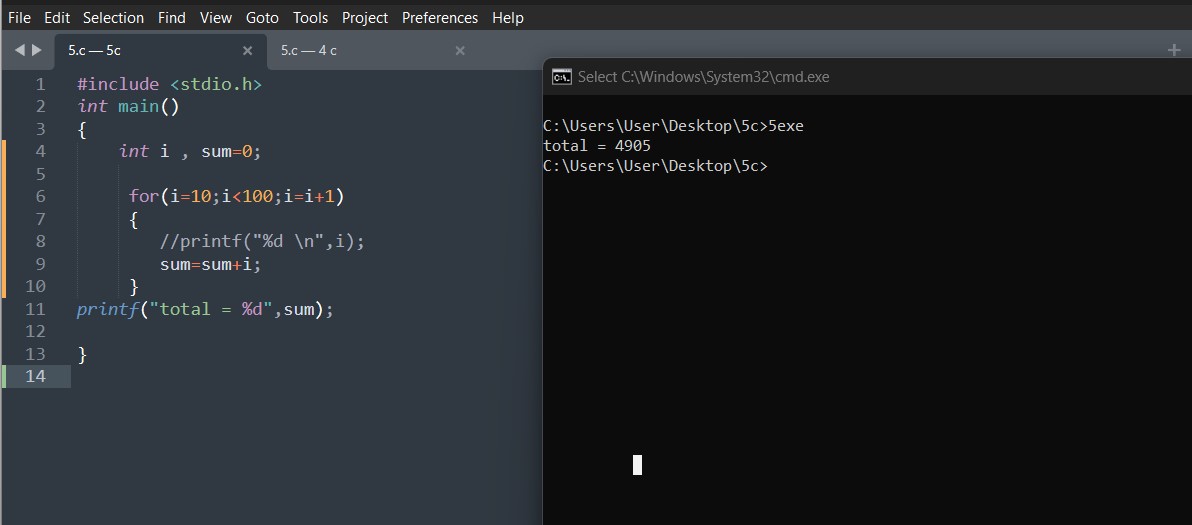 File Edit Selection Find View Goto Tools Project Preferences Help
5.c — 5c × 5.c — 4 c × +
1 #include <stdio.h>
2 int main()
3 {
4 int i , sum=0;
5
6 for(i=10;i<100;i=i+1)
7 {
8 //printf("%d \n",i);
9 sum=sum+i;
10 }
11 printf("total = %d",sum);
12
13 }
14
C:\. Select C:\Windows\System32\cmd.exe
C:\Users\User\Desktop\5c>5exe
total = 4905
C:\Users\User\Desktop\5c>